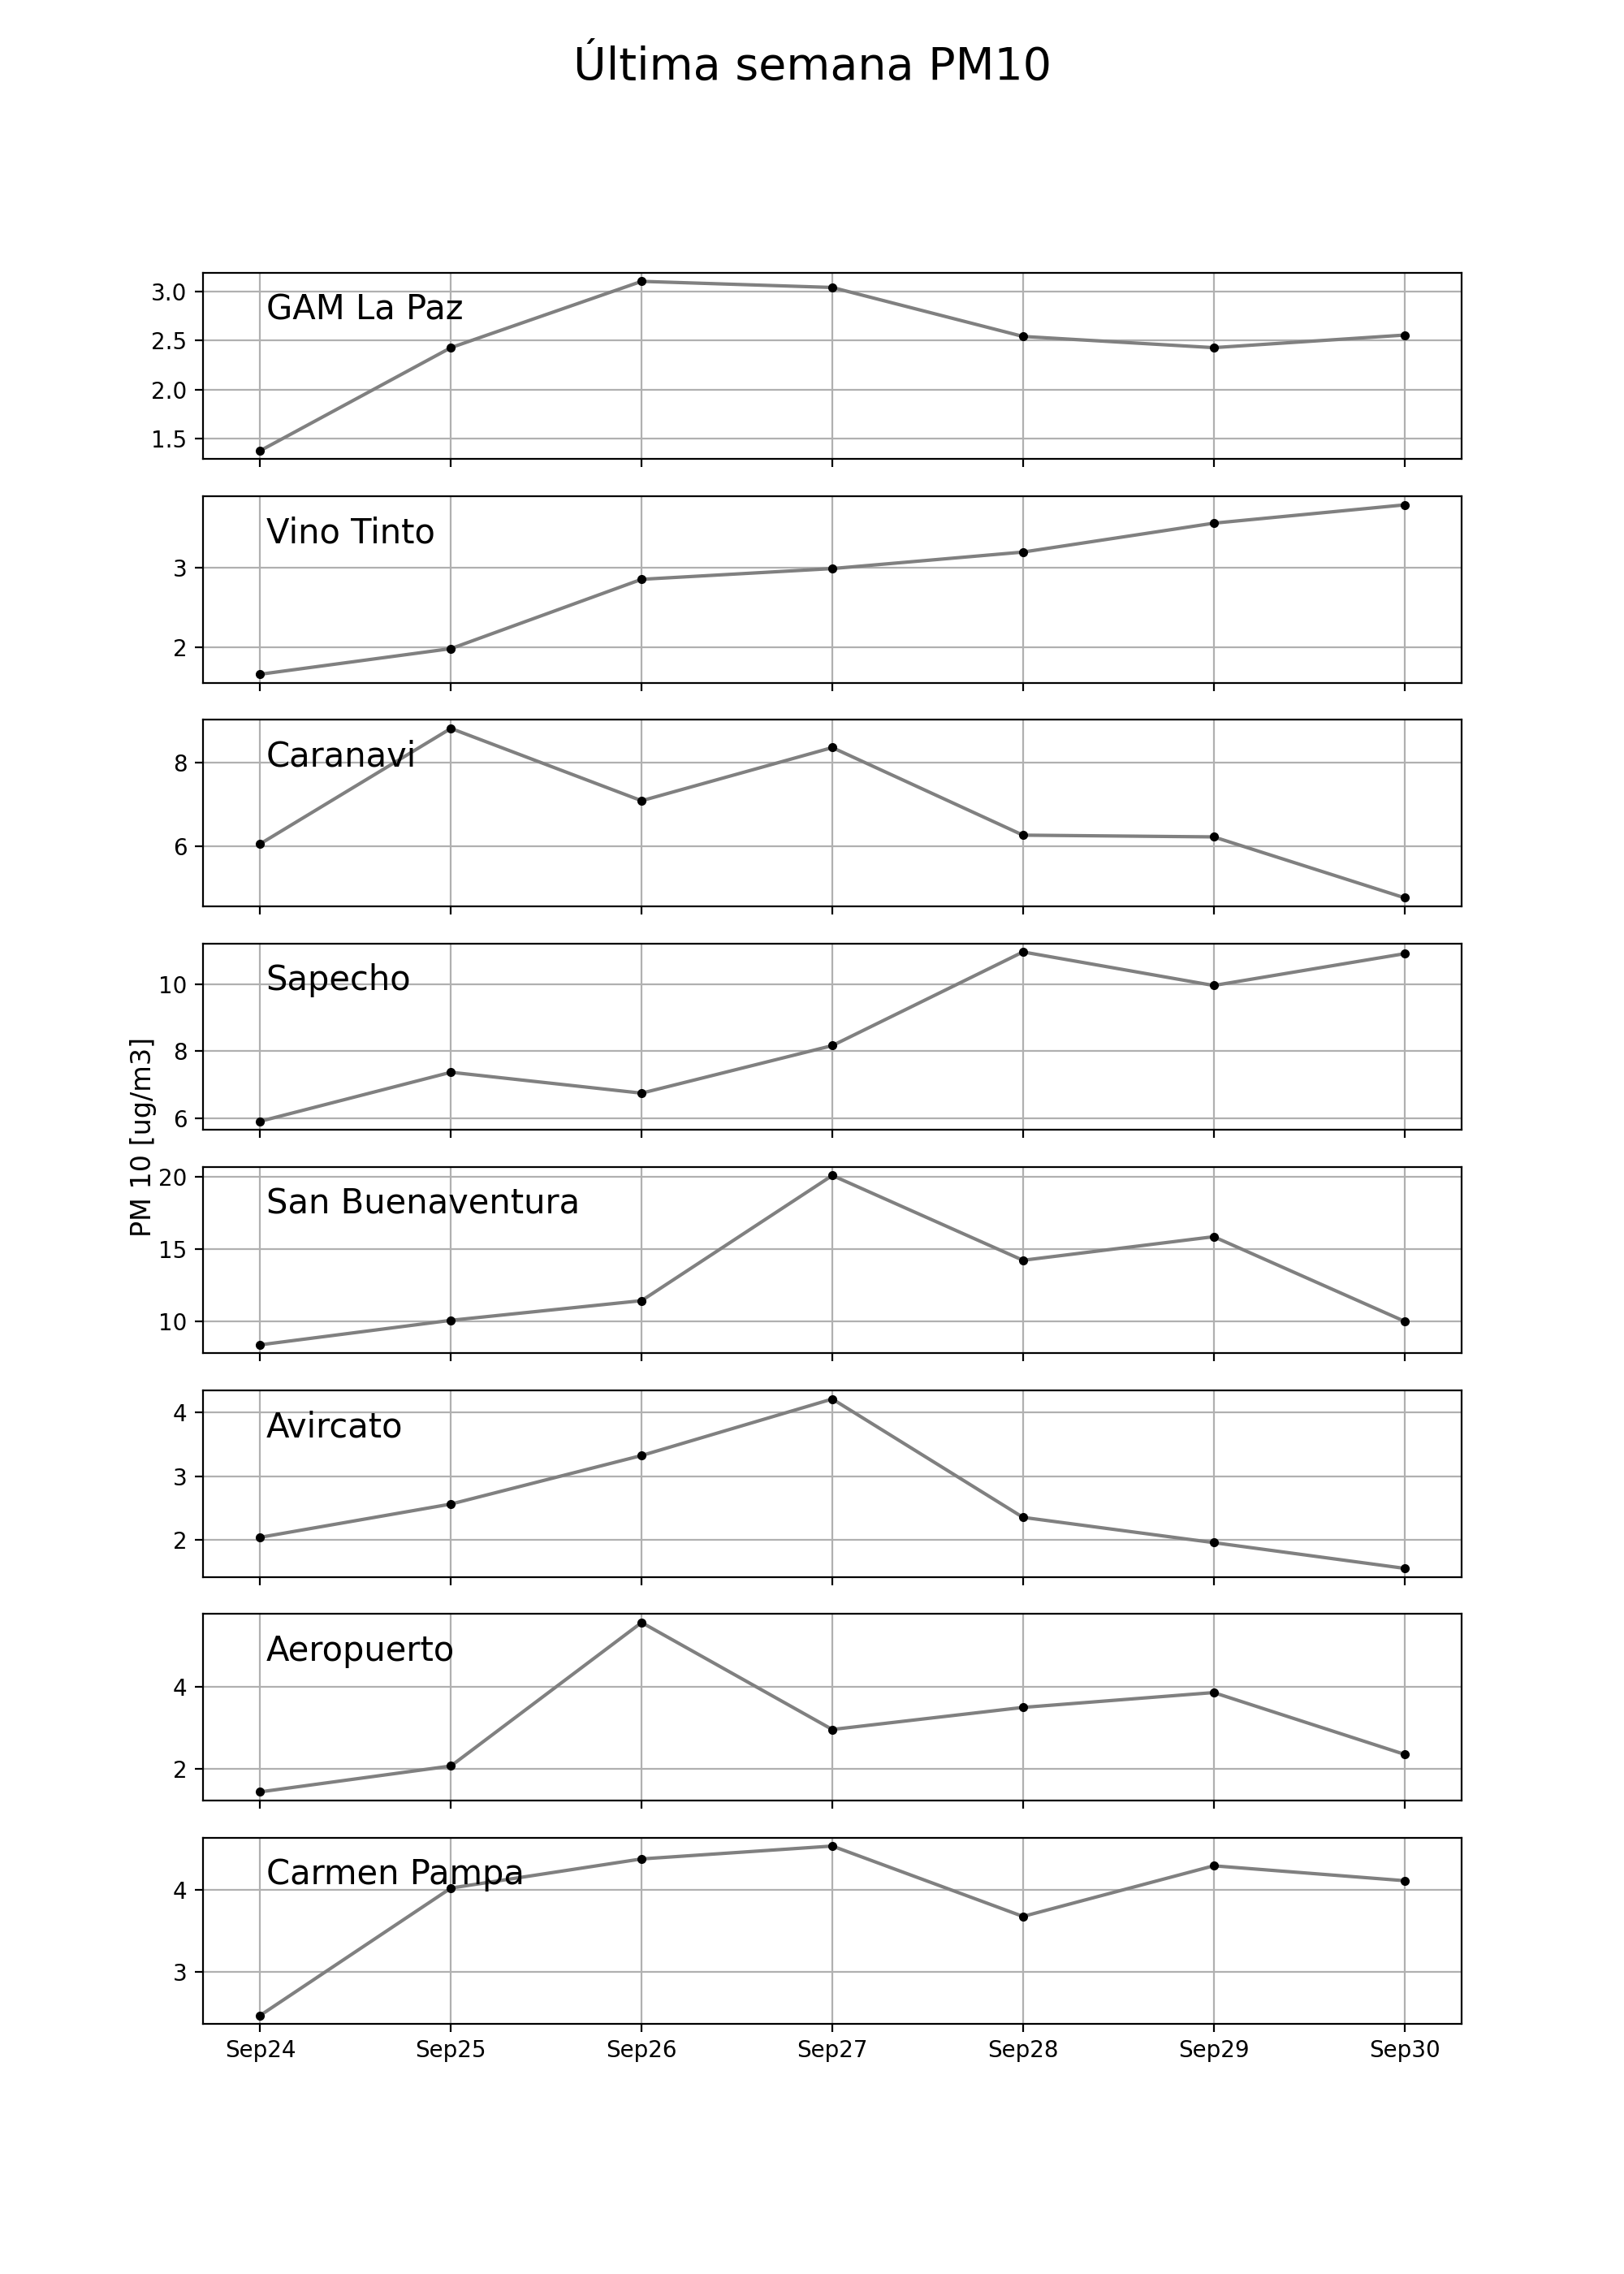 Última semana PM10
GAM La Paz
3.0
2.5
2.0
1.5
Vino Tinto
3
2
Caranavi
8
6
Sapecho
10
8
6
PM 10 [ug/m3]
San Buenaventura
20
15
10
Avircato
4
3
2
Aeropuerto
4
2
Carmen Pampa
4
3
Sep24 Sep25 Sep26 Sep27 Sep28 Sep29 Sep30